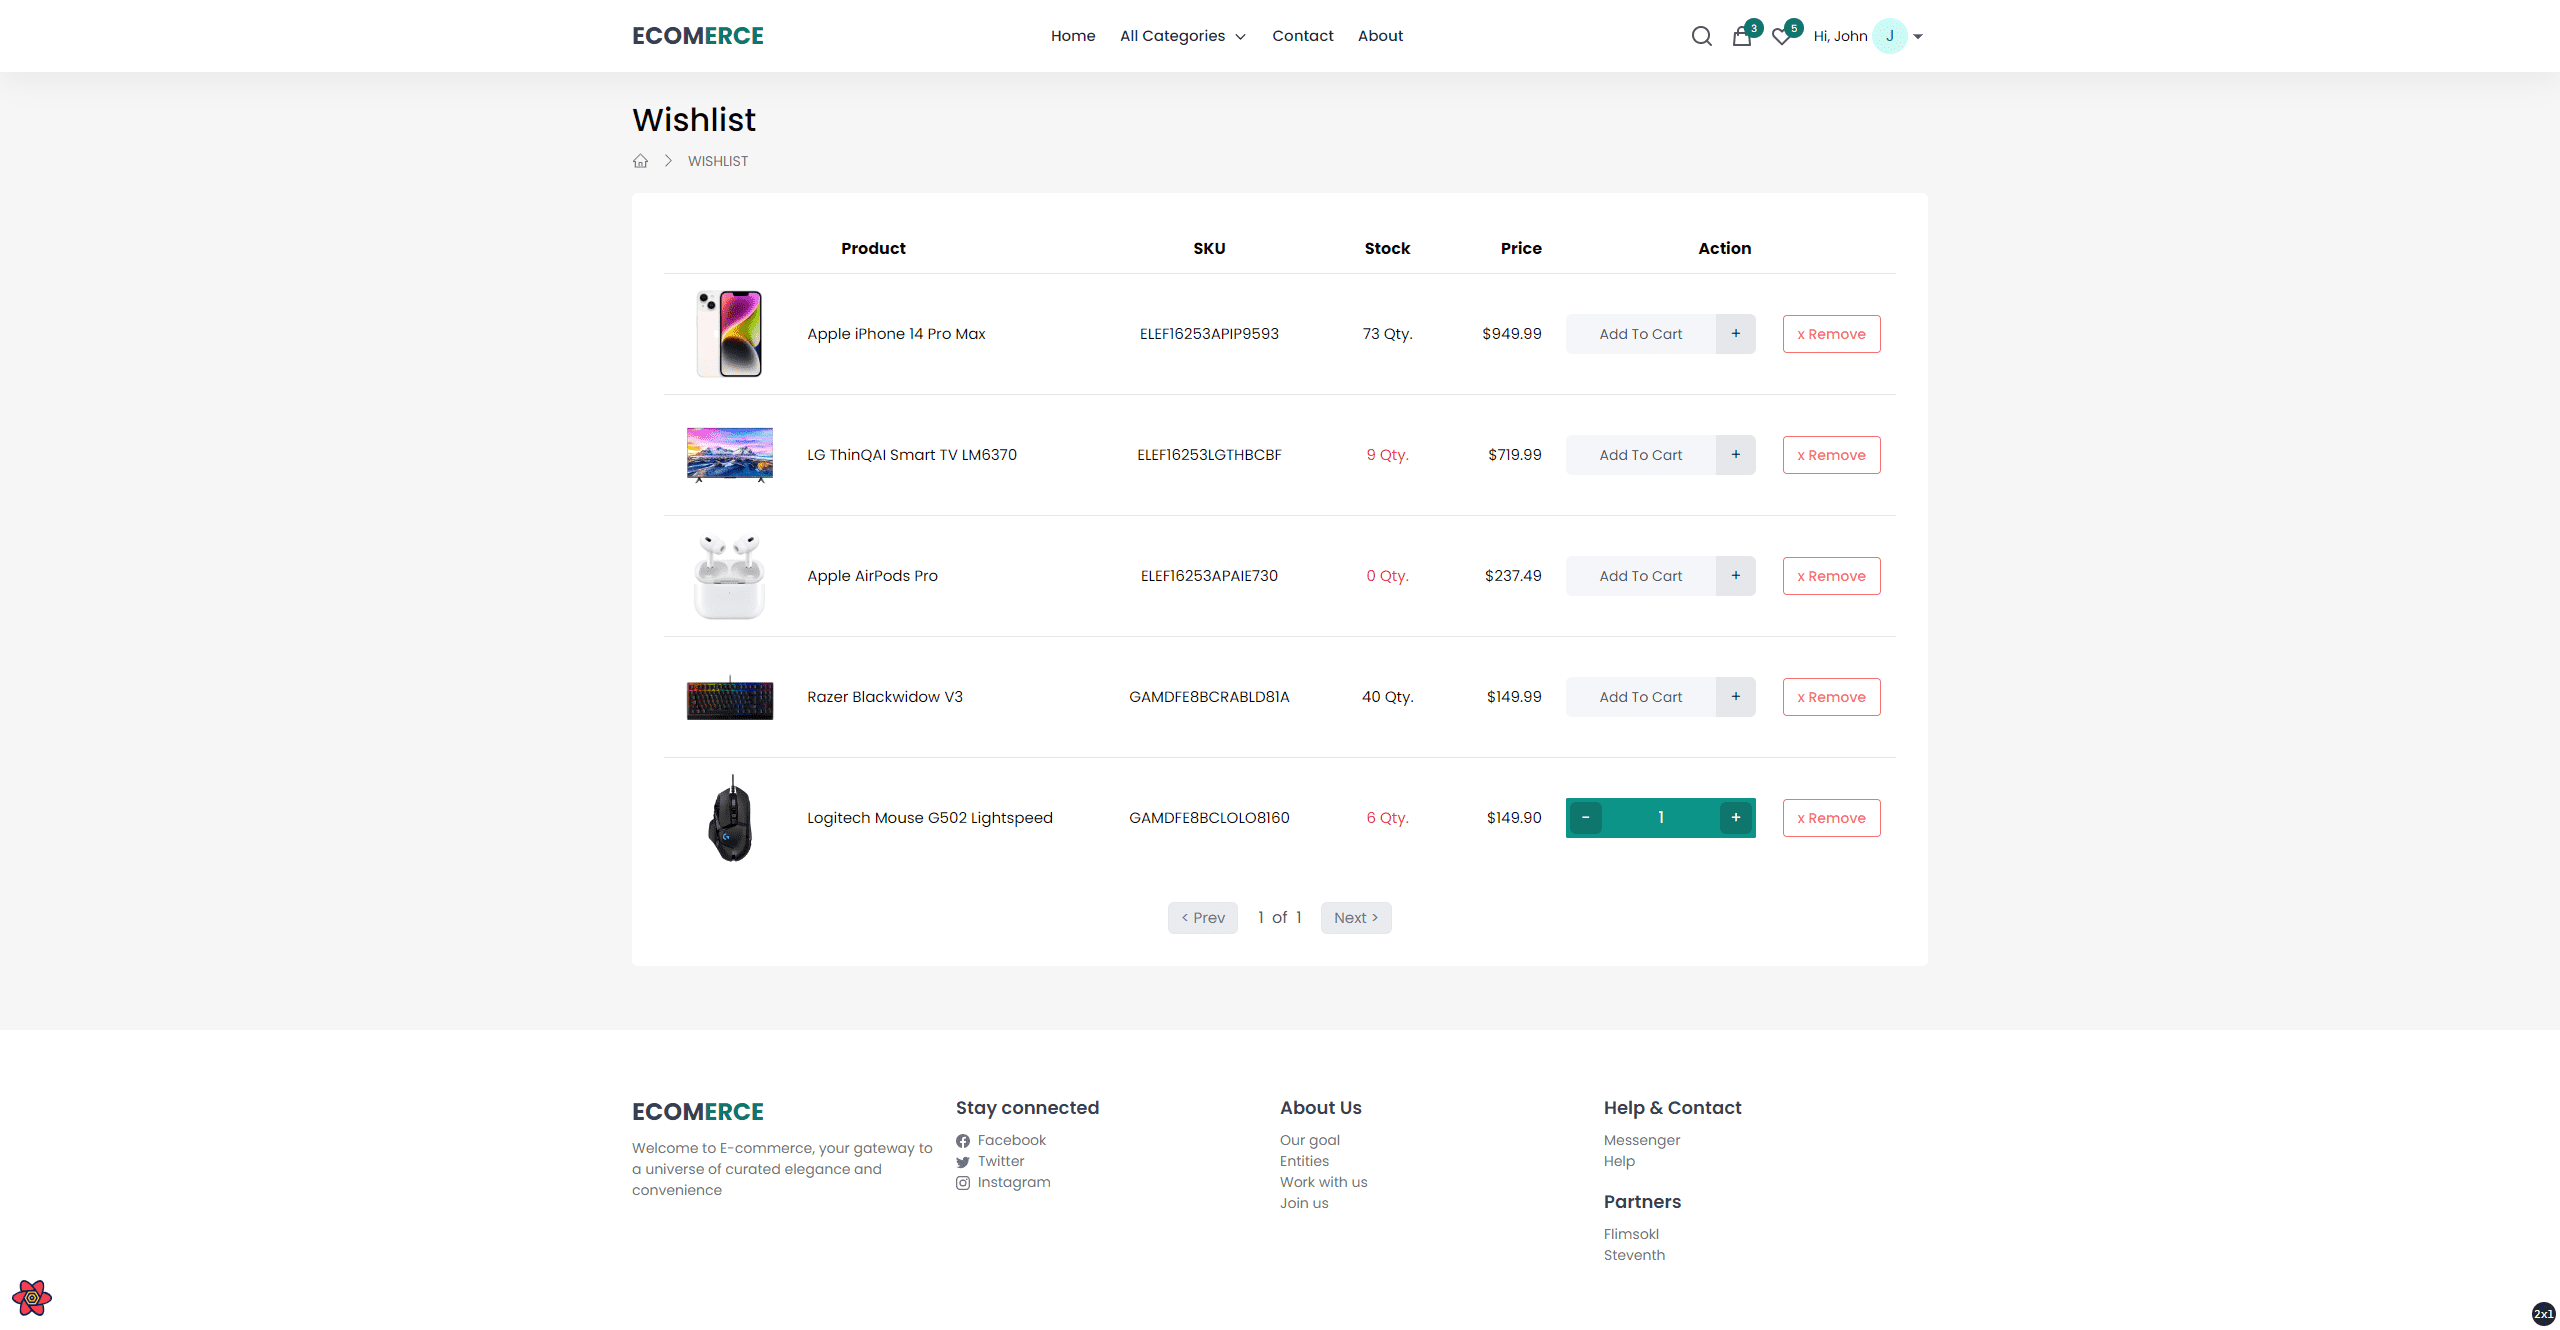 ECOMERCE Home All Categories Contact About 3 5 Hi, John J
Wishlist
WISHLIST
Product SKU Stock Price Action
Apple iPhone 14 Pro Max ELEF16253APIP9593 73 Qty. $949.99 Add To Cart + x Remove
LG ThinQAI Smart TV LM6370 ELEF16253LGTHBCBF 9 Qty. $719.99 Add To Cart + x Remove
Apple AirPods Pro ELEF16253APAIE730 0 Qty. $237.49 Add To Cart + x Remove
Razer Blackwidow V3 GAMDFE8BCRABLD81A 40 Qty. $149.99 Add To Cart + x Remove
Logitech Mouse G502 Lightspeed GAMDFE8BCLOLO8160 6 Qty. $149.90 - 1 + x Remove
< Prev 1 of 1 Next >
ECOMERCE
Welcome to E-commerce, your gateway to
a universe of curated elegance and
convenience
Stay connected
Facebook
Twitter
Instagram
About Us
Our goal
Entities
Work with us
Join us
Help & Contact
Messenger
Help
Partners
Flimsokl
Steventh
2x1